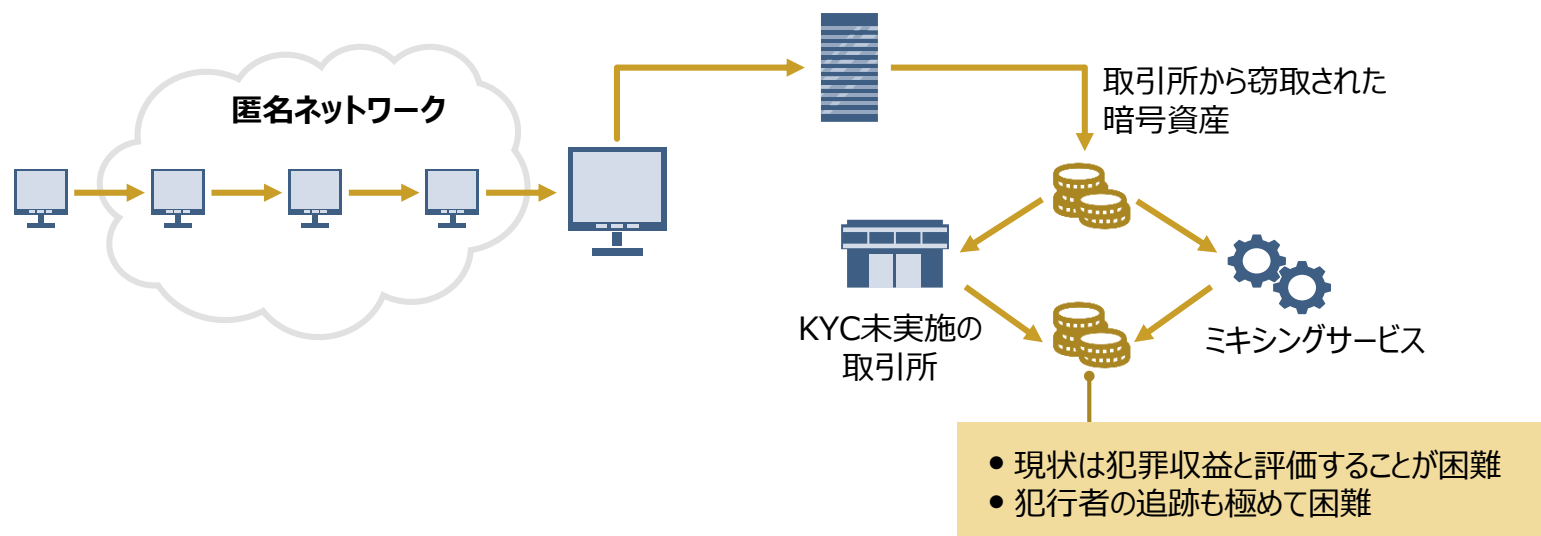 匿名ネットワーク
取引所から窃取された
暗号資産
KYC未実施の
取引所
ミキシングサービス
● 現状は犯罪収益と評価することが困難
● 犯行者の追跡も極めて困難